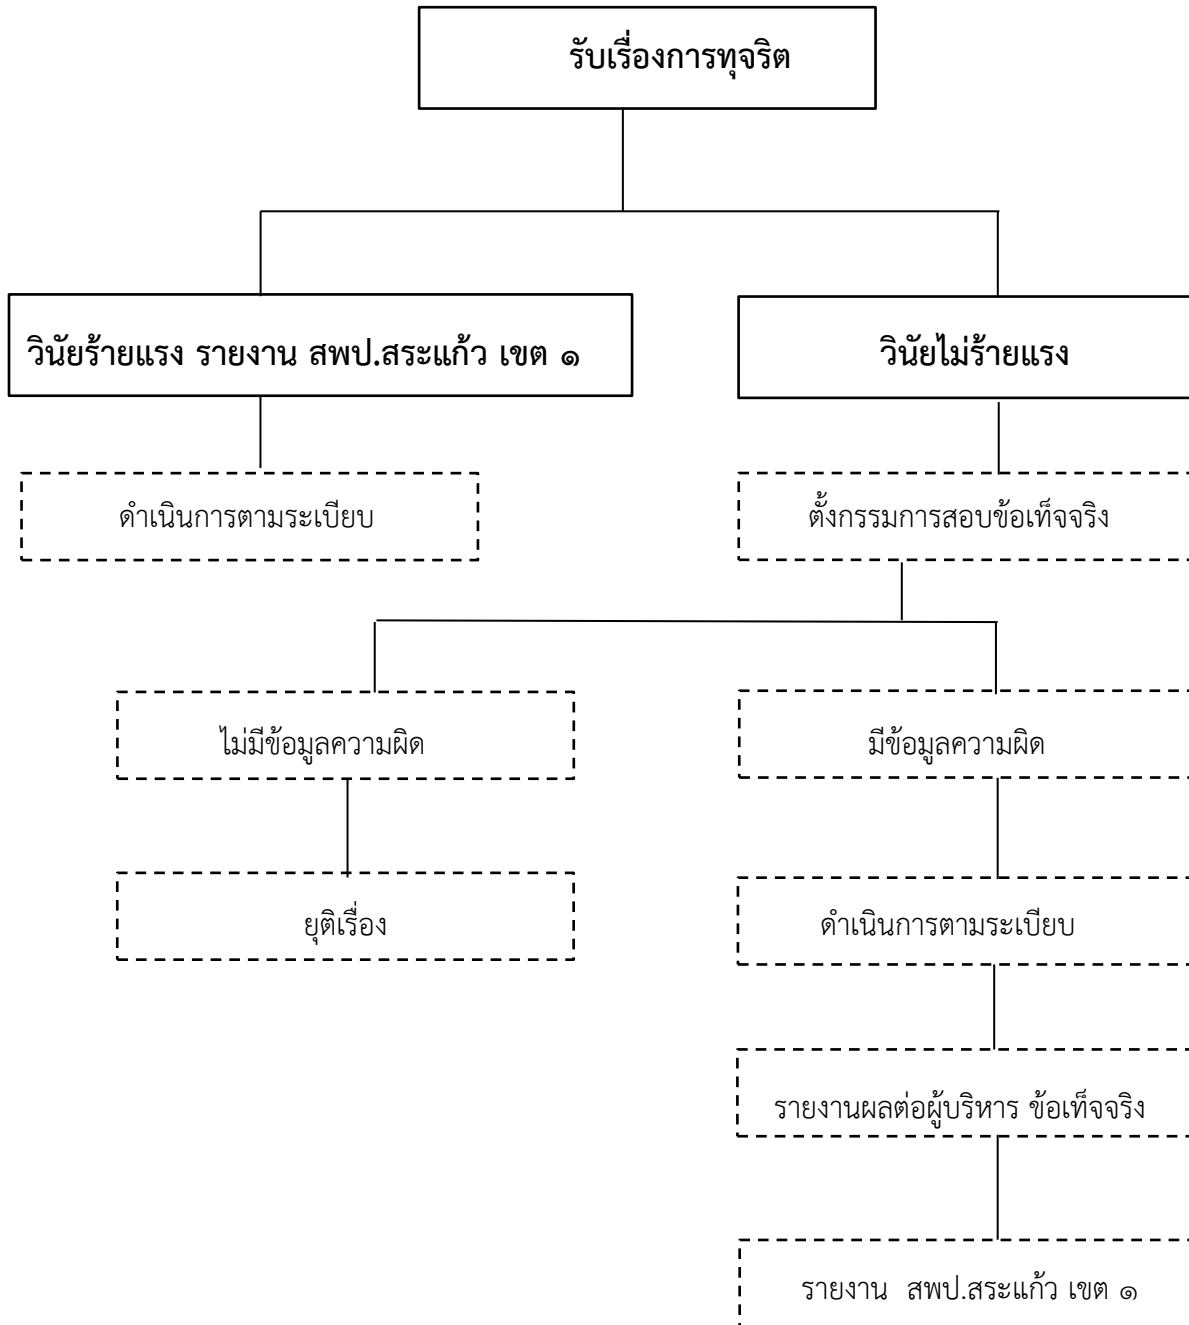 รับเรื่องการทุจริต
วินัยร้ายแรง รายงาน สพป.สระแก้ว เขต ๑
วินัยไม่ร้ายแรง
ดำเนินการตามระเบียบ
ตั้งกรรมการสอบข้อเท็จจริง
ไม่มีข้อมูลความผิด
มีข้อมูลความผิด
ยุติเรื่อง
ดำเนินการตามระเบียบ
รายงานผลต่อผู้บริหาร ข้อเท็จจริง
รายงาน สพป.สระแก้ว เขต ๑